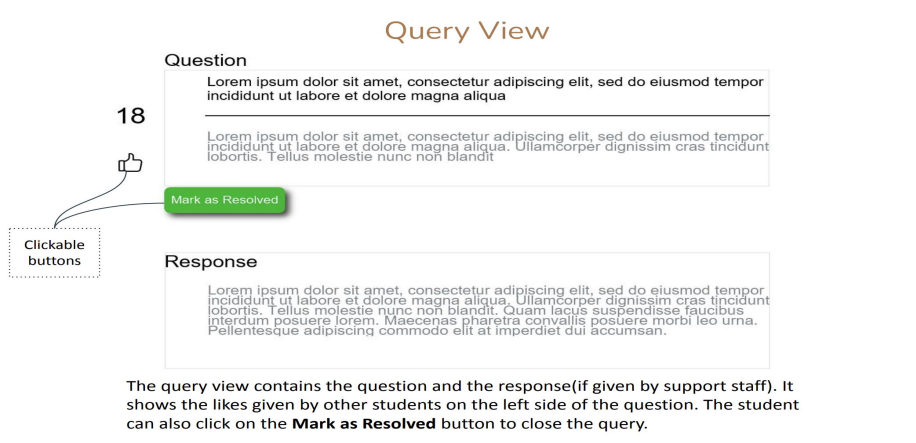 Query View
Question
Lorem ipsum dolor sit amet, consectetur adipiscing elit, sed do eiusmod tempor
incididunt ut labore et dolore magna aliqua
18
Lorem ipsum dolor sit amet, consectetur adipiscing elit, sed do eiusmod tempor
incididunt ut labore et dolore magna aliqua. Ullamcorper dignissim cras tincidunt
lobortis. Tellus molestie nunc non blandit
Mark as Resolved
Clickable
buttons
Response
Lorem ipsum dolor sit amet, consectetur adipiscing elit, sed do eiusmod tempor
incididunt ut labore et dolore magna aliqua. Ullamcorper dignissim cras tincidunt
lobortis. Tellus molestie nunc non blandit. Quam lacus suspendisse faucibus
interdum posuere lorem. Maecenas pharetra convallis posuere morbi leo urna.
Pellentesque adipiscing commodo elit at imperdiet dui accumsan.
The query view contains the question and the response(if given by support staff). It
shows the likes given by other students on the left side of the question. The student
can also click on the Mark as Resolved button to close the query.